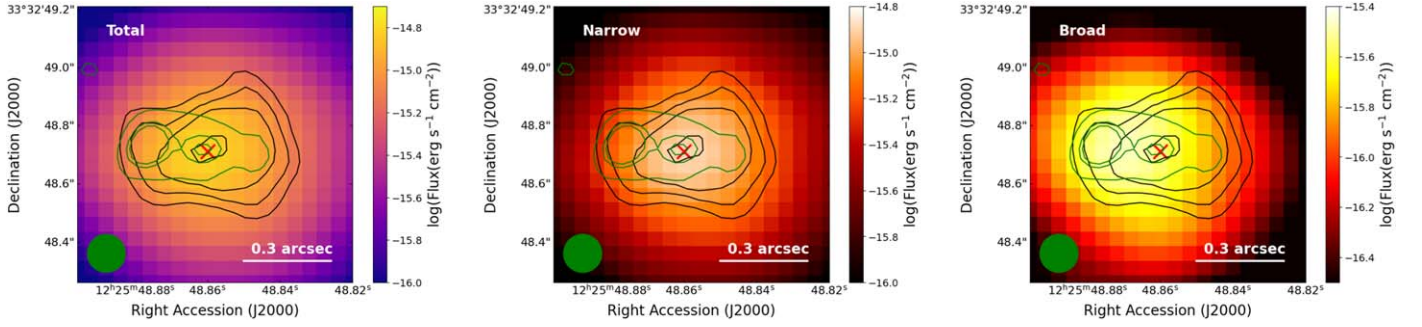 Total
33°32'49.2"
49.0"
48.8"
48.6"
48.4"
Declination (J2000)
12ʰ25ᵐ48.88ˢ
48.86ˢ
48.84ˢ
48.82ˢ
Right Accession (J2000)
0.3 arcsec
−14.8
−15.0
−15.2
−15.4
−15.6
−15.8
−16.0
log(Flux(erg s⁻¹ cm⁻²))
Narrow
33°32'49.2"
49.0"
48.8"
48.6"
48.4"
Declination (J2000)
12ʰ25ᵐ48.88ˢ
48.86ˢ
48.84ˢ
48.82ˢ
Right Accession (J2000)
0.3 arcsec
−14.8
−15.0
−15.2
−15.4
−15.6
−15.8
−16.0
log(Flux(erg s⁻¹ cm⁻²))
Broad
33°32'49.2"
49.0"
48.8"
48.6"
48.4"
Declination (J2000)
12ʰ25ᵐ48.88ˢ
48.86ˢ
48.84ˢ
48.82ˢ
Right Accession (J2000)
0.3 arcsec
−15.4
−15.6
−15.8
−16.0
−16.2
−16.4
log(Flux(erg s⁻¹ cm⁻²))